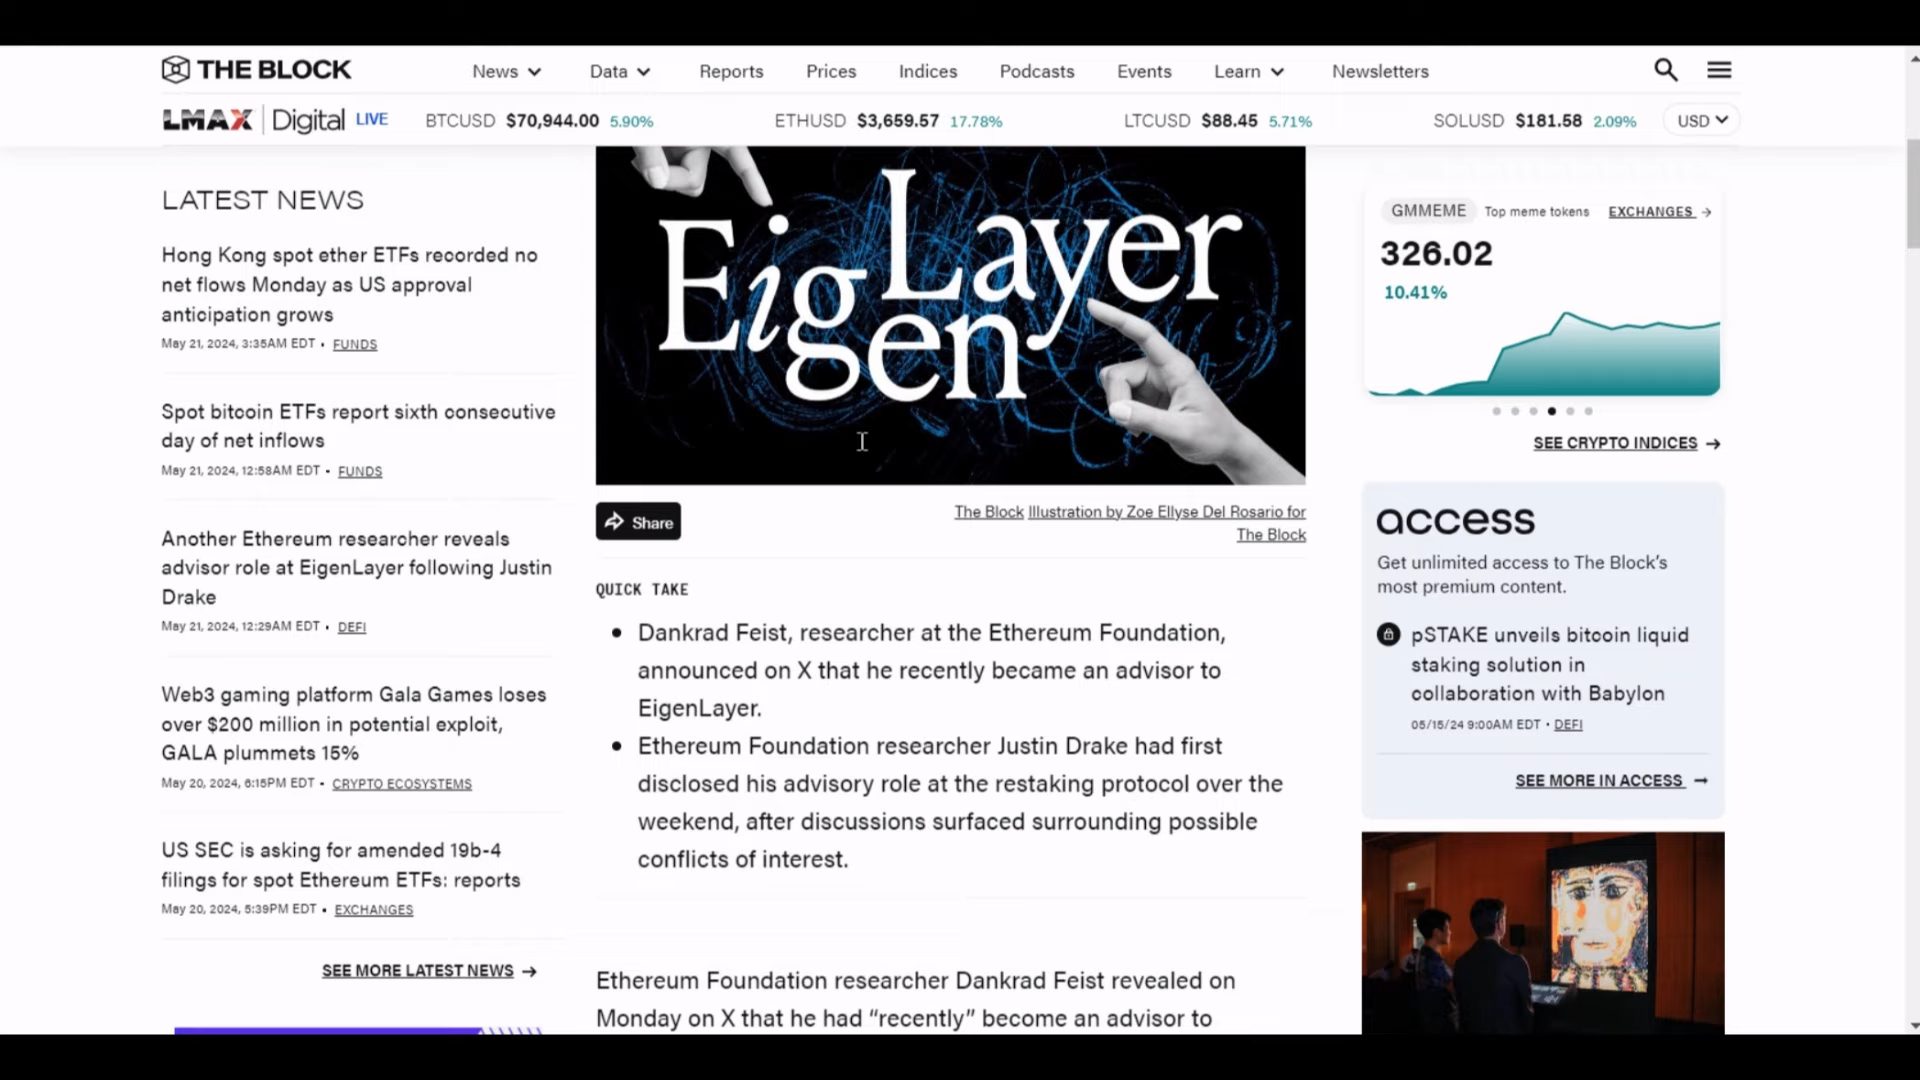 THE BLOCK
News
Data
Reports
Prices
Indices
Podcasts
Events
Learn
Newsletters
LMAX Digital LIVE
BTCUSD $70,944.00 5.90%
ETHUSD $3,659.57 17.78%
LTCUSD $88.45 5.71%
SOLUSD $181.58 2.09%
USD
LATEST NEWS
Hong Kong spot ether ETFs recorded no
net flows Monday as US approval
anticipation grows
May 21, 2024, 3:35AM EDT • FUNDS
Spot bitcoin ETFs report sixth consecutive
day of net inflows
May 21, 2024, 12:58AM EDT • FUNDS
Another Ethereum researcher reveals
advisor role at EigenLayer following Justin
Drake
May 21, 2024, 12:29AM EDT • DEFI
Web3 gaming platform Gala Games loses
over $200 million in potential exploit,
GALA plummets 15%
May 20, 2024, 6:15PM EDT • CRYPTO ECOSYSTEMS
US SEC is asking for amended 19b-4
filings for spot Ethereum ETFs: reports
May 20, 2024, 5:39PM EDT • EXCHANGES
SEE MORE LATEST NEWS →
Eigen Layer
Share
The Block Illustration by Zoe Ellyse Del Rosario for
The Block
QUICK TAKE
• Dankrad Feist, researcher at the Ethereum Foundation,
announced on X that he recently became an advisor to
EigenLayer.
• Ethereum Foundation researcher Justin Drake had first
disclosed his advisory role at the restaking protocol over the
weekend, after discussions surfaced surrounding possible
conflicts of interest.
Ethereum Foundation researcher Dankrad Feist revealed on
Monday on X that he had “recently” become an advisor to
GMMEME Top meme tokens EXCHANGES →
326.02
10.41%
SEE CRYPTO INDICES →
access
Get unlimited access to The Block’s
most premium content.
pSTAKE unveils bitcoin liquid
staking solution in
collaboration with Babylon
05/15/24 9:00AM EDT • DEFI
SEE MORE IN ACCESS →